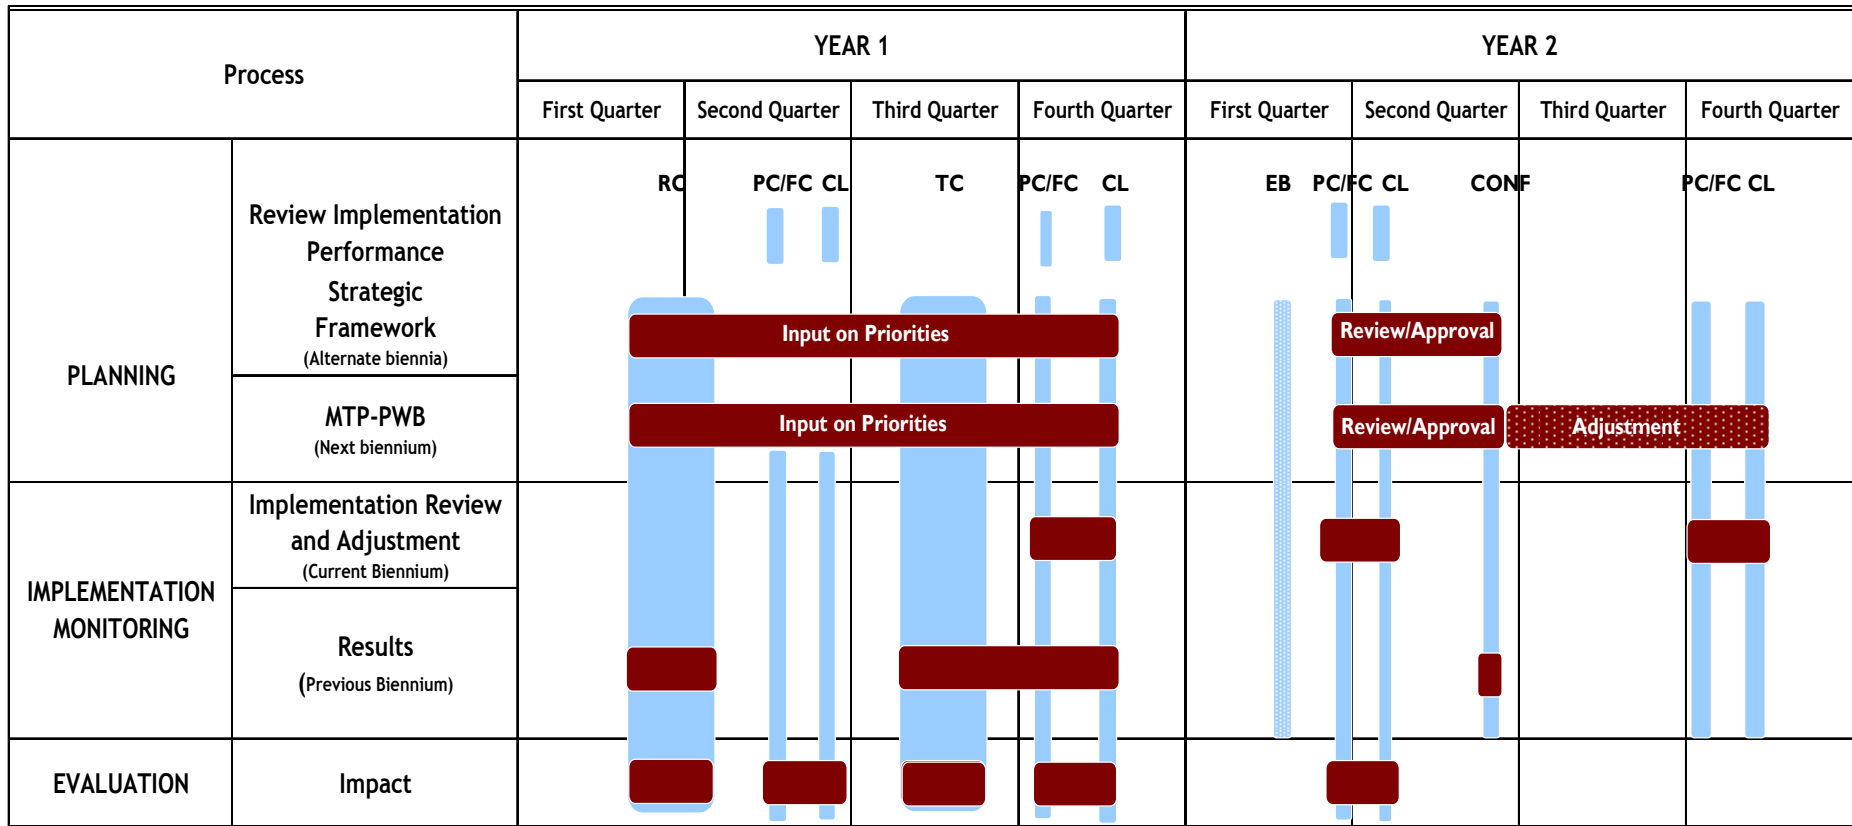 Process
YEAR 1
YEAR 2
First Quarter
Second Quarter
Third Quarter
Fourth Quarter
First Quarter
Second Quarter
Third Quarter
Fourth Quarter
RC
PC/FC
CL
TC
PC/FC
CL
EB
PC/FC
CL
CONF
PC/FC
CL
PLANNING
Review Implementation
Performance
Strategic
Framework
(Alternate biennia)
Input on Priorities
Review/Approval
MTP-PWB
(Next biennium)
Input on Priorities
Review/Approval
Adjustment
IMPLEMENTATION
MONITORING
Implementation Review
and Adjustment
(Current Biennium)
Results
(Previous Biennium)
EVALUATION
Impact